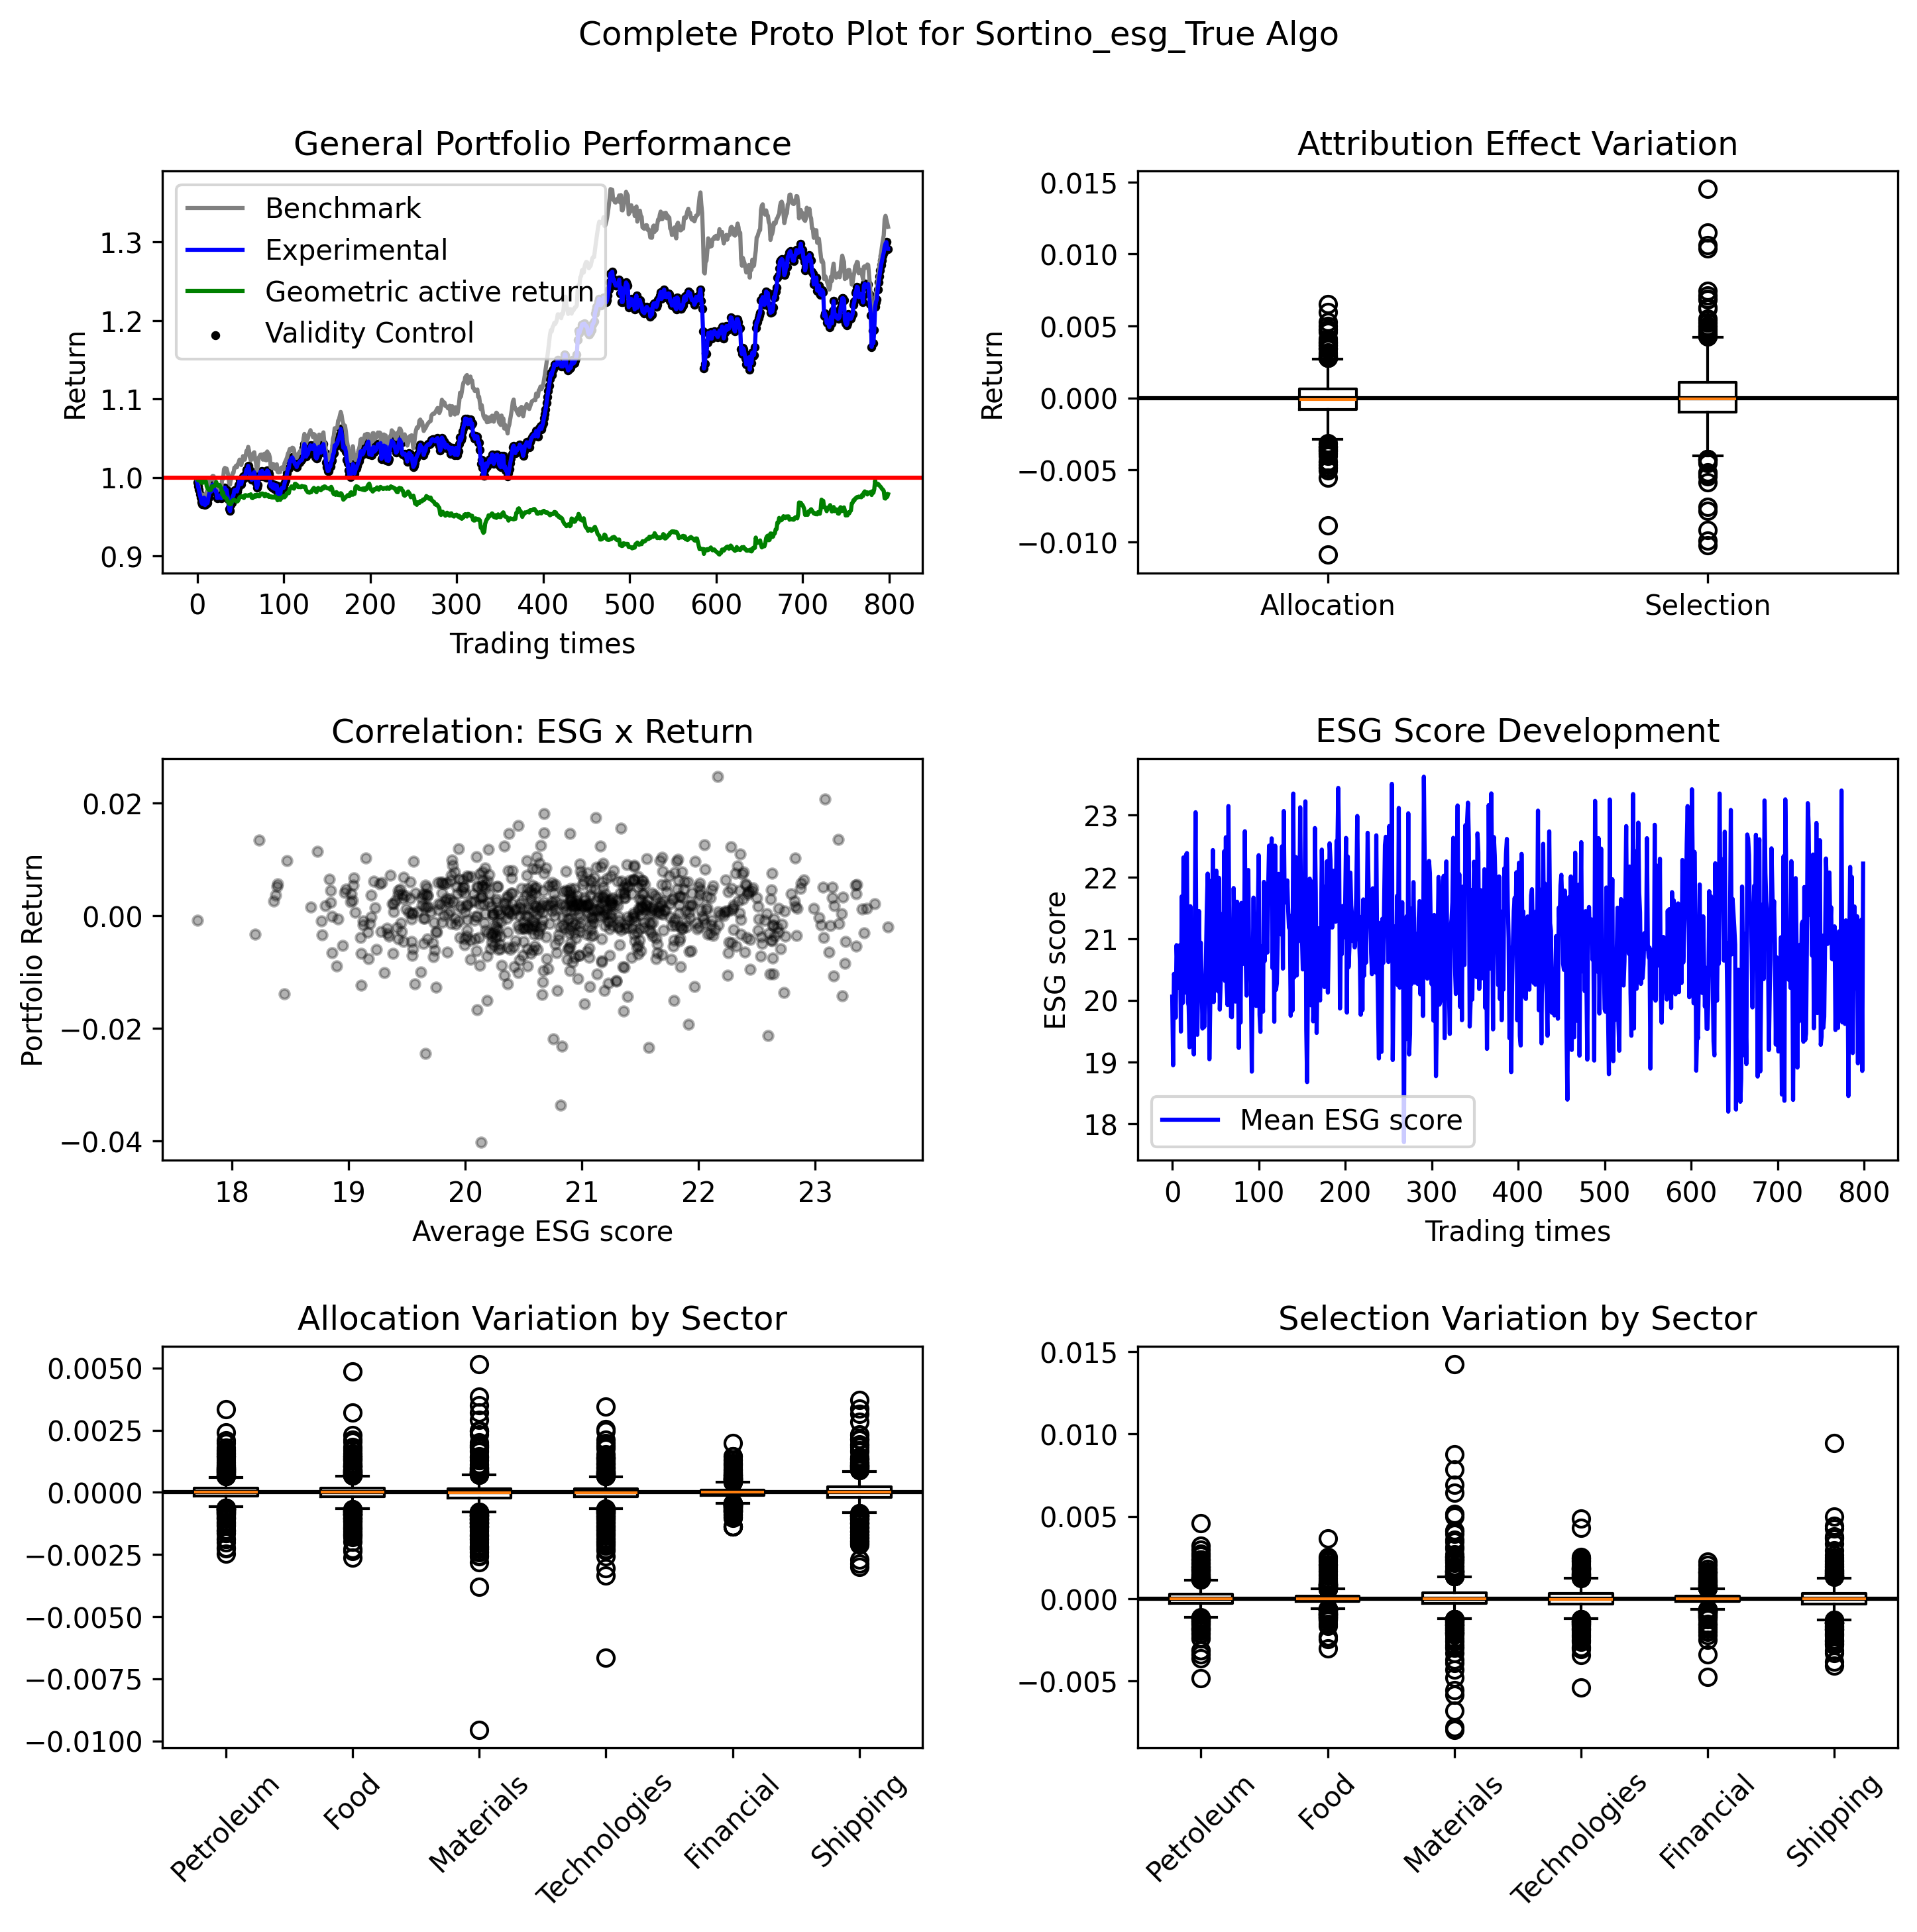 Complete Proto Plot for Sortino_esg_True Algo
General Portfolio Performance
Benchmark
Experimental
Geometric active return
Validity Control
Return
1.3
1.2
1.1
1.0
0.9
0 100 200 300 400 500 600 700 800
Trading times
Attribution Effect Variation
Return
0.015
0.010
0.005
0.000
−0.005
−0.010
Allocation Selection
Correlation: ESG x Return
Portfolio Return
0.02
0.00
−0.02
−0.04
18 19 20 21 22 23
Average ESG score
ESG Score Development
ESG score
23
22
21
20
19
18
Mean ESG score
0 100 200 300 400 500 600 700 800
Trading times
Allocation Variation by Sector
0.0050
0.0025
0.0000
−0.0025
−0.0050
−0.0075
−0.0100
Petroleum Food Materials Technologies Financial Shipping
Selection Variation by Sector
0.015
0.010
0.005
0.000
−0.005
Petroleum Food Materials Technologies Financial Shipping